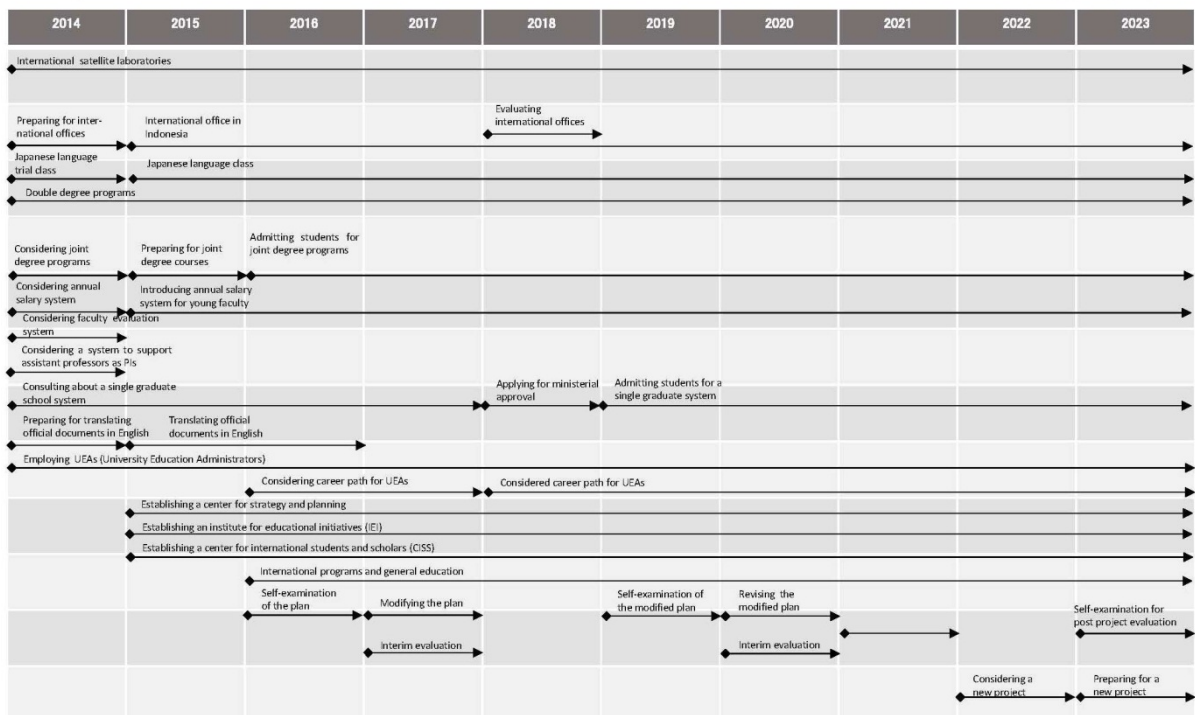 2014 2015 2016 2017 2018 2019 2020 2021 2022 2023
International satellite laboratories
Preparing for inter-
national offices
International office in
Indonesia
Evaluating
international offices
Japanese language
trial class
Japanese language class
Double degree programs
Considering joint
degree programs
Preparing for joint
degree courses
Admitting students for
joint degree programs
Considering annual
salary system
Introducing annual salary
system for young faculty
Considering faculty evaluation
system
Considering a system to support
assistant professors as PIs
Consulting about a single graduate
school system
Applying for ministerial
approval
Admitting students for a
single graduate system
Preparing for translating
official documents in English
Translating official
documents in English
Employing UEAs (University Education Administrators)
Considering career path for UEAs
Considered career path for UEAs
Establishing a center for strategy and planning
Establishing an institute for educational initiatives (IEI)
Establishing a center for international students and scholars (CISS)
International programs and general education
Self-examination
of the plan
Modifying the plan
Self-examination of
the modified plan
Revising the
modified plan
Self-examination for
post project evaluation
Interim evaluation
Interim evaluation
Considering a
new project
Preparing for a
new project